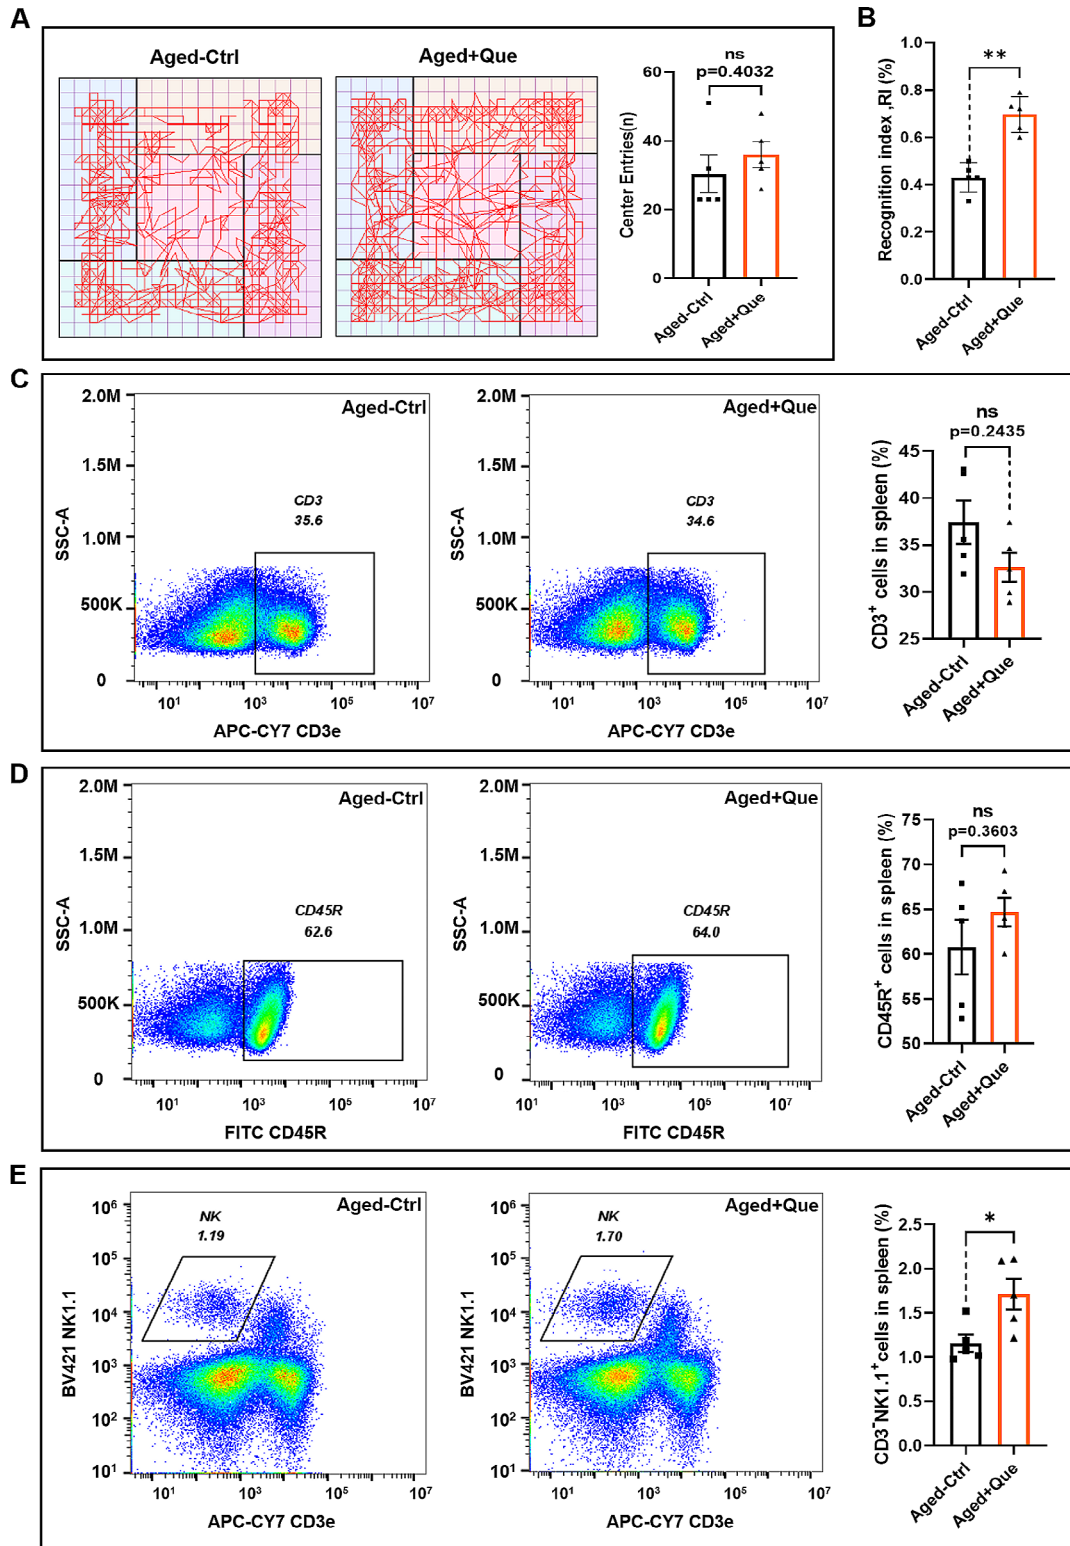 A
Aged-Ctrl
Aged+Que
ns
p=0.4032
Center Entries(n)
60
40
20
0
Aged-Ctrl
Aged+Que
B
Recognition index ,RI (%)
1.0
0.8
0.6
0.4
0.2
0.0
**
Aged-Ctrl
Aged+Que
C
SSC-A
2.0M
1.5M
1.0M
500K
0
Aged-Ctrl
CD3
35.6
10¹ 10³ 10⁵ 10⁷
APC-CY7 CD3e
SSC-A
2.0M
1.5M
1.0M
500K
0
Aged+Que
CD3
34.6
10¹ 10³ 10⁵ 10⁷
APC-CY7 CD3e
ns
p=0.2435
CD3⁺ cells in spleen (%)
45
40
35
30
25
Aged-Ctrl
Aged+Que
D
SSC-A
2.0M
1.5M
1.0M
500K
0
Aged-Ctrl
CD45R
62.6
10¹ 10³ 10⁵ 10⁷
FITC CD45R
SSC-A
2.0M
1.5M
1.0M
500K
0
Aged+Que
CD45R
64.0
10¹ 10³ 10⁵ 10⁷
FITC CD45R
ns
p=0.3603
CD45R⁺ cells in spleen (%)
75
70
65
60
55
50
Aged-Ctrl
Aged+Que
E
BV421 NK1.1
10⁶
10⁵
10⁴
10³
10²
10¹
Aged-Ctrl
NK
1.19
10¹ 10³ 10⁵ 10⁷
APC-CY7 CD3e
BV421 NK1.1
10⁶
10⁵
10⁴
10³
10²
10¹
Aged+Que
NK
1.70
10¹ 10³ 10⁵ 10⁷
APC-CY7 CD3e
*
CD3⁻NK1.1⁺cells in spleen (%)
2.5
2.0
1.5
1.0
0.5
0.0
Aged-Ctrl
Aged+Que